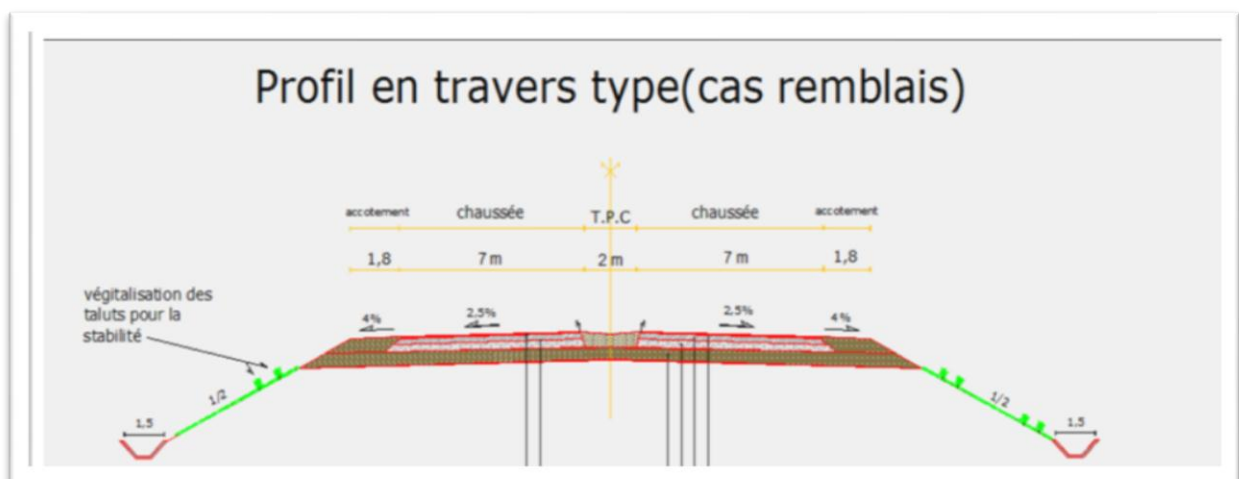 Profil en travers type(cas remblais)
accotement chaussée T.P.C chaussée accotement
1,8 7 m 2 m 7 m 1,8
végitalisation des
taluts pour la
stabilité
4% 2,5% 2,5% 4%
1/2 1/2
1,5 1,5